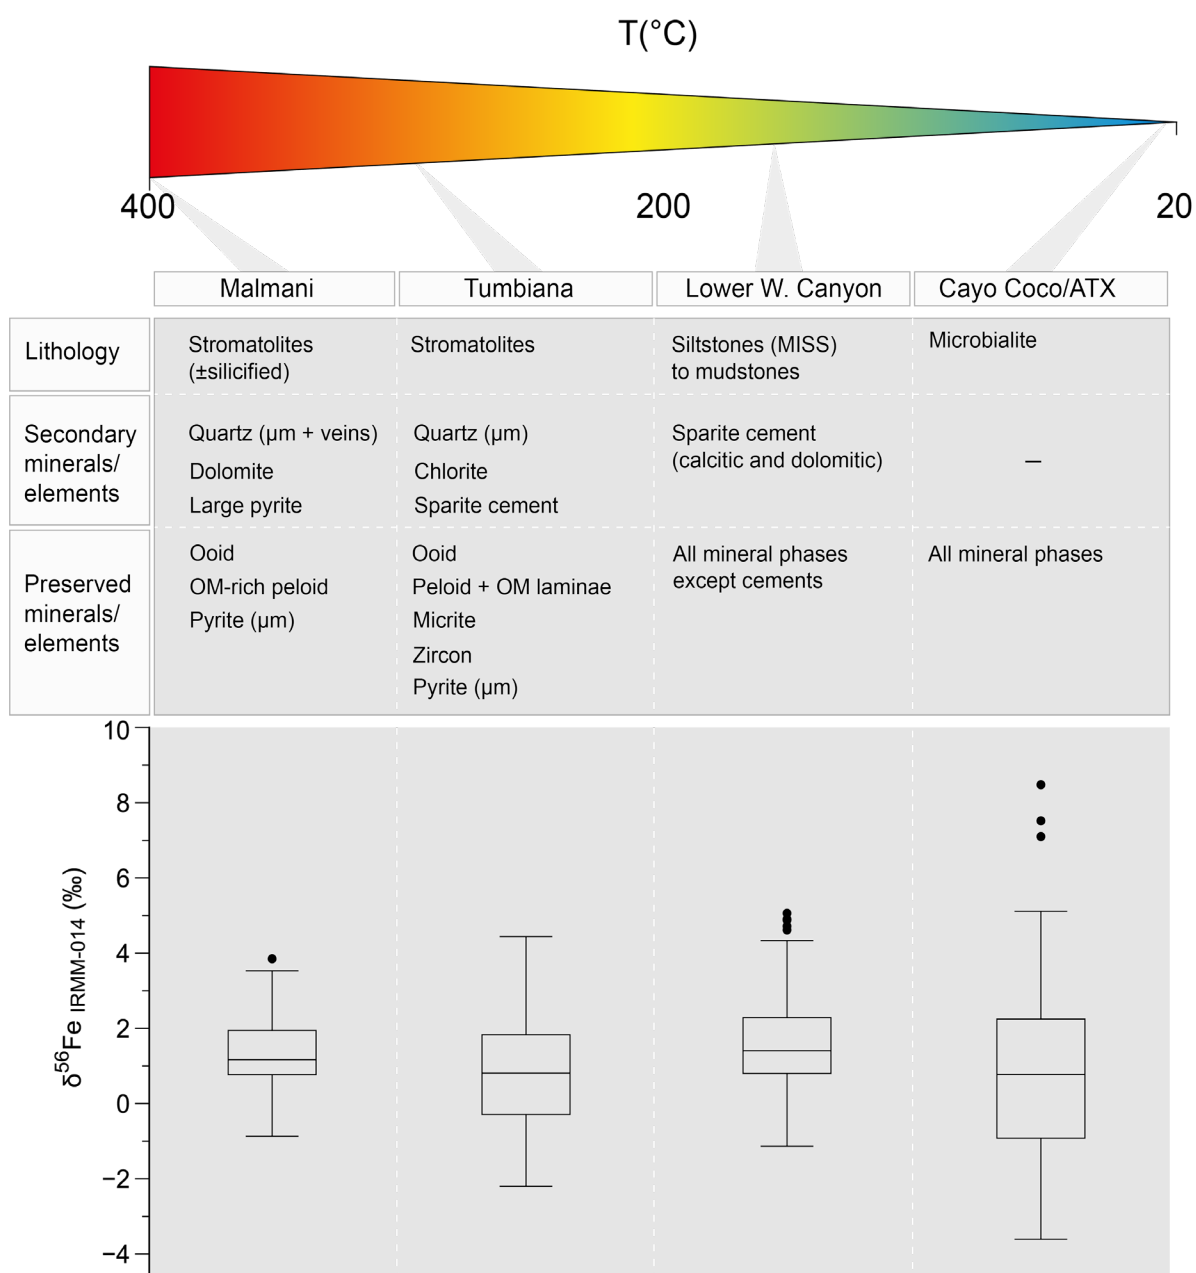 T(°C)
400 200 20
Malmani Tumbiana Lower W. Canyon Cayo Coco/ATX
Lithology
Stromatolites
(±silicified)
Stromatolites
Siltstones (MISS)
to mudstones
Microbialite
Secondary
minerals/
elements
Quartz (μm + veins)
Dolomite
Large pyrite
Quartz (μm)
Chlorite
Sparite cement
Sparite cement
(calcitic and dolomitic)
–
Preserved
minerals/
elements
Ooid
OM-rich peloid
Pyrite (μm)
Ooid
Peloid + OM laminae
Micrite
Zircon
Pyrite (μm)
All mineral phases
except cements
All mineral phases
δ56Fe IRMM-014 (‰)
10
8
6
4
2
0
−2
−4